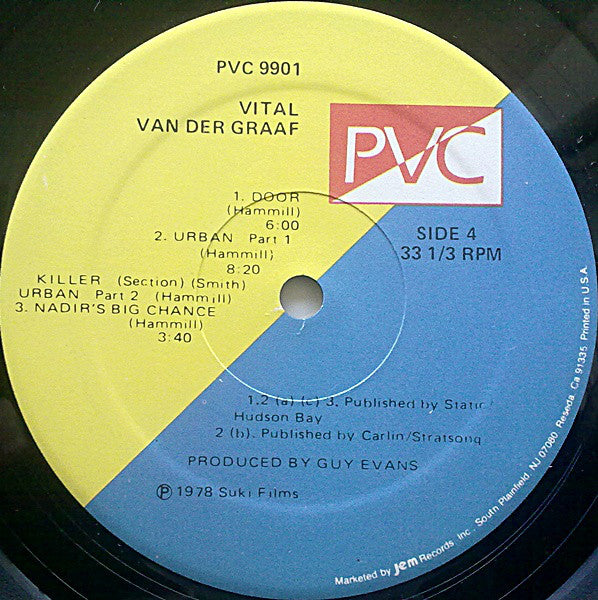 PVC 9901
VITAL
VAN DER GRAAF
PVC
1. DOOR
(Hammill)
6:00
2. URBAN Part 1
(Hammill)
8:20
KILLER (Section) (Smith)
URBAN Part 2 (Hammill)
3. NADIR'S BIG CHANCE
(Hammill)
3:40
SIDE 4
33 1/3 RPM
1.2 (a) (c) 3. Published by Static
Hudson Bay
2 (b). Published by Carlin/Stratsong
PRODUCED BY GUY EVANS
Ⓟ 1978 Suki Films
Marketed by Jem Records, Inc., South Plainfield, NJ 07080 Reseda, Ca 91335 Printed in U.S.A.